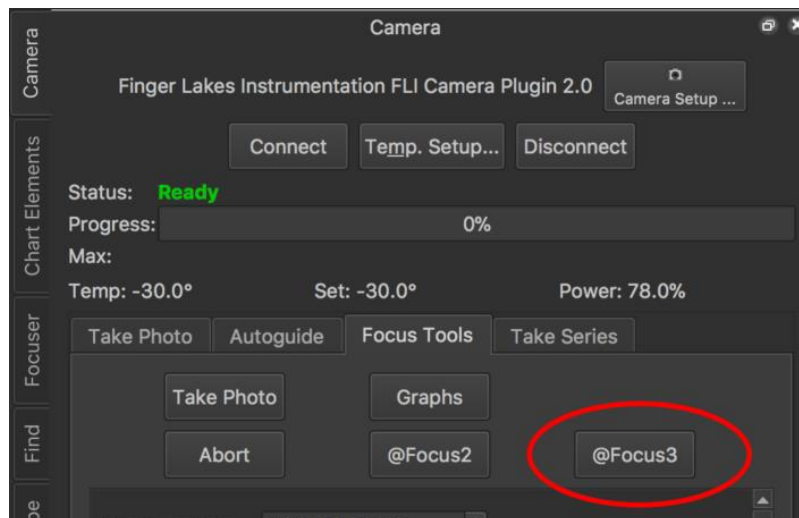 Camera
Camera
Finger Lakes Instrumentation FLI Camera Plugin 2.0
Camera Setup ...
Connect Temp. Setup... Disconnect
Status: Ready
Progress: 0%
Max:
Temp: -30.0° Set: -30.0° Power: 78.0%
Chart Elements
Take Photo Autoguide Focus Tools Take Series
Focuser
Take Photo Graphs
Abort @Focus2 @Focus3
Find